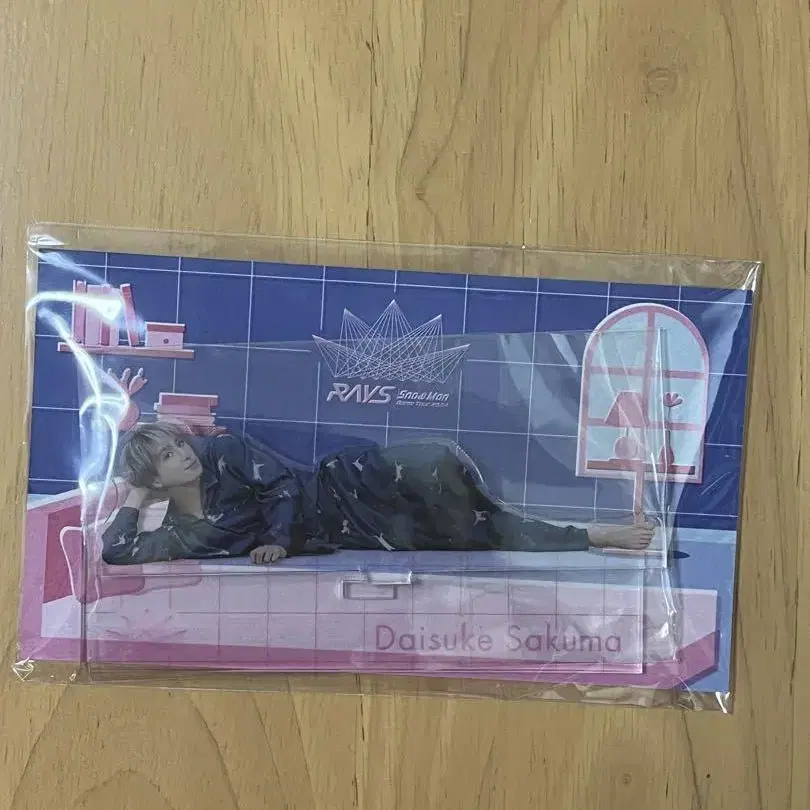 RAYS Snow Man
Dome Tour 2024
Daisuke Sakuma